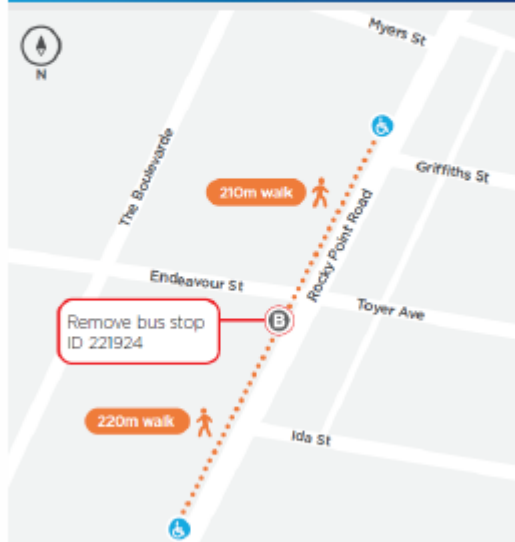 Myers St
N
Griffiths St
The Boulevarde
210m walk
Rocky Point Road
Endeavour St
Toyer Ave
B
Remove bus stop
ID 221924
220m walk
Ida St